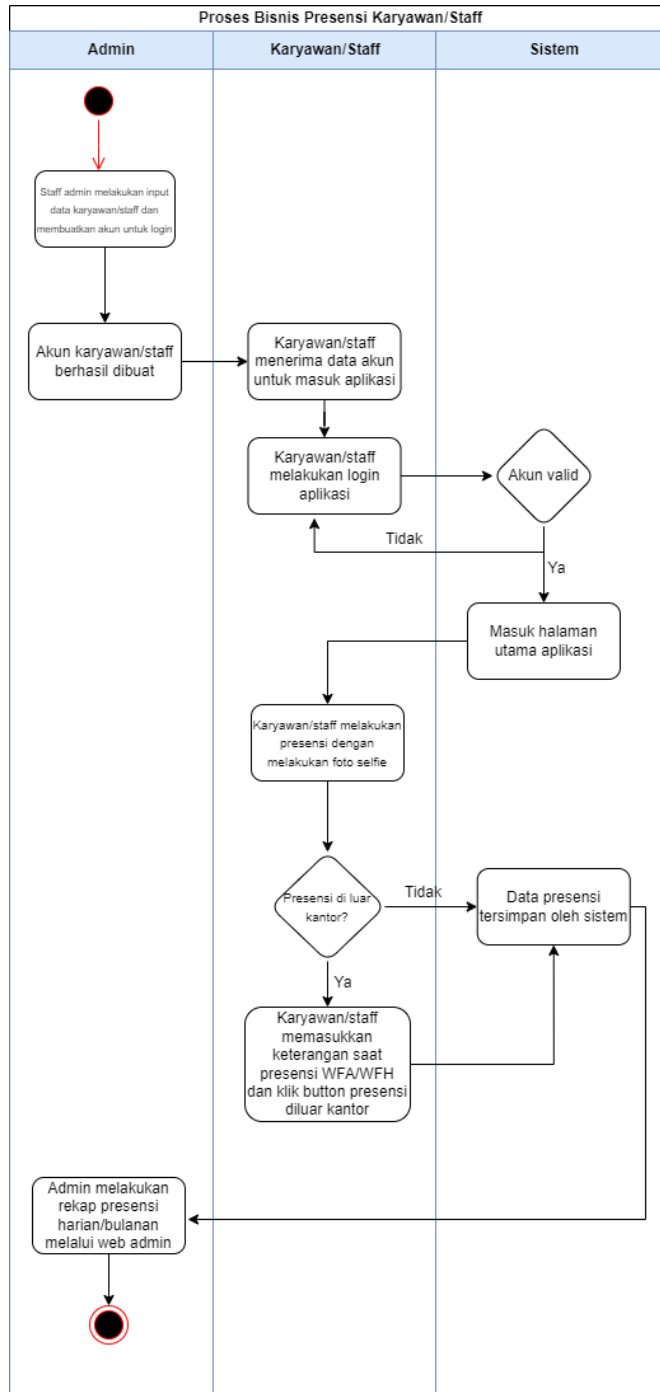 Proses Bisnis Presensi Karyawan/Staff
Admin
Karyawan/Staff
Sistem
Staff admin melakukan input
data karyawan/staff dan
membuatkan akun untuk login
Akun karyawan/staff
berhasil dibuat
Karyawan/staff
menerima data akun
untuk masuk aplikasi
Karyawan/staff
melakukan login
aplikasi
Akun valid
Tidak
Ya
Masuk halaman
utama aplikasi
Karyawan/staff melakukan
presensi dengan
melakukan foto selfie
Presensi di luar
kantor?
Tidak
Data presensi
tersimpan oleh sistem
Ya
Karyawan/staff
memasukkan
keterangan saat
presensi WFA/WFH
dan klik button presensi
diluar kantor
Admin melakukan
rekap presensi
harian/bulanan
melalui web admin